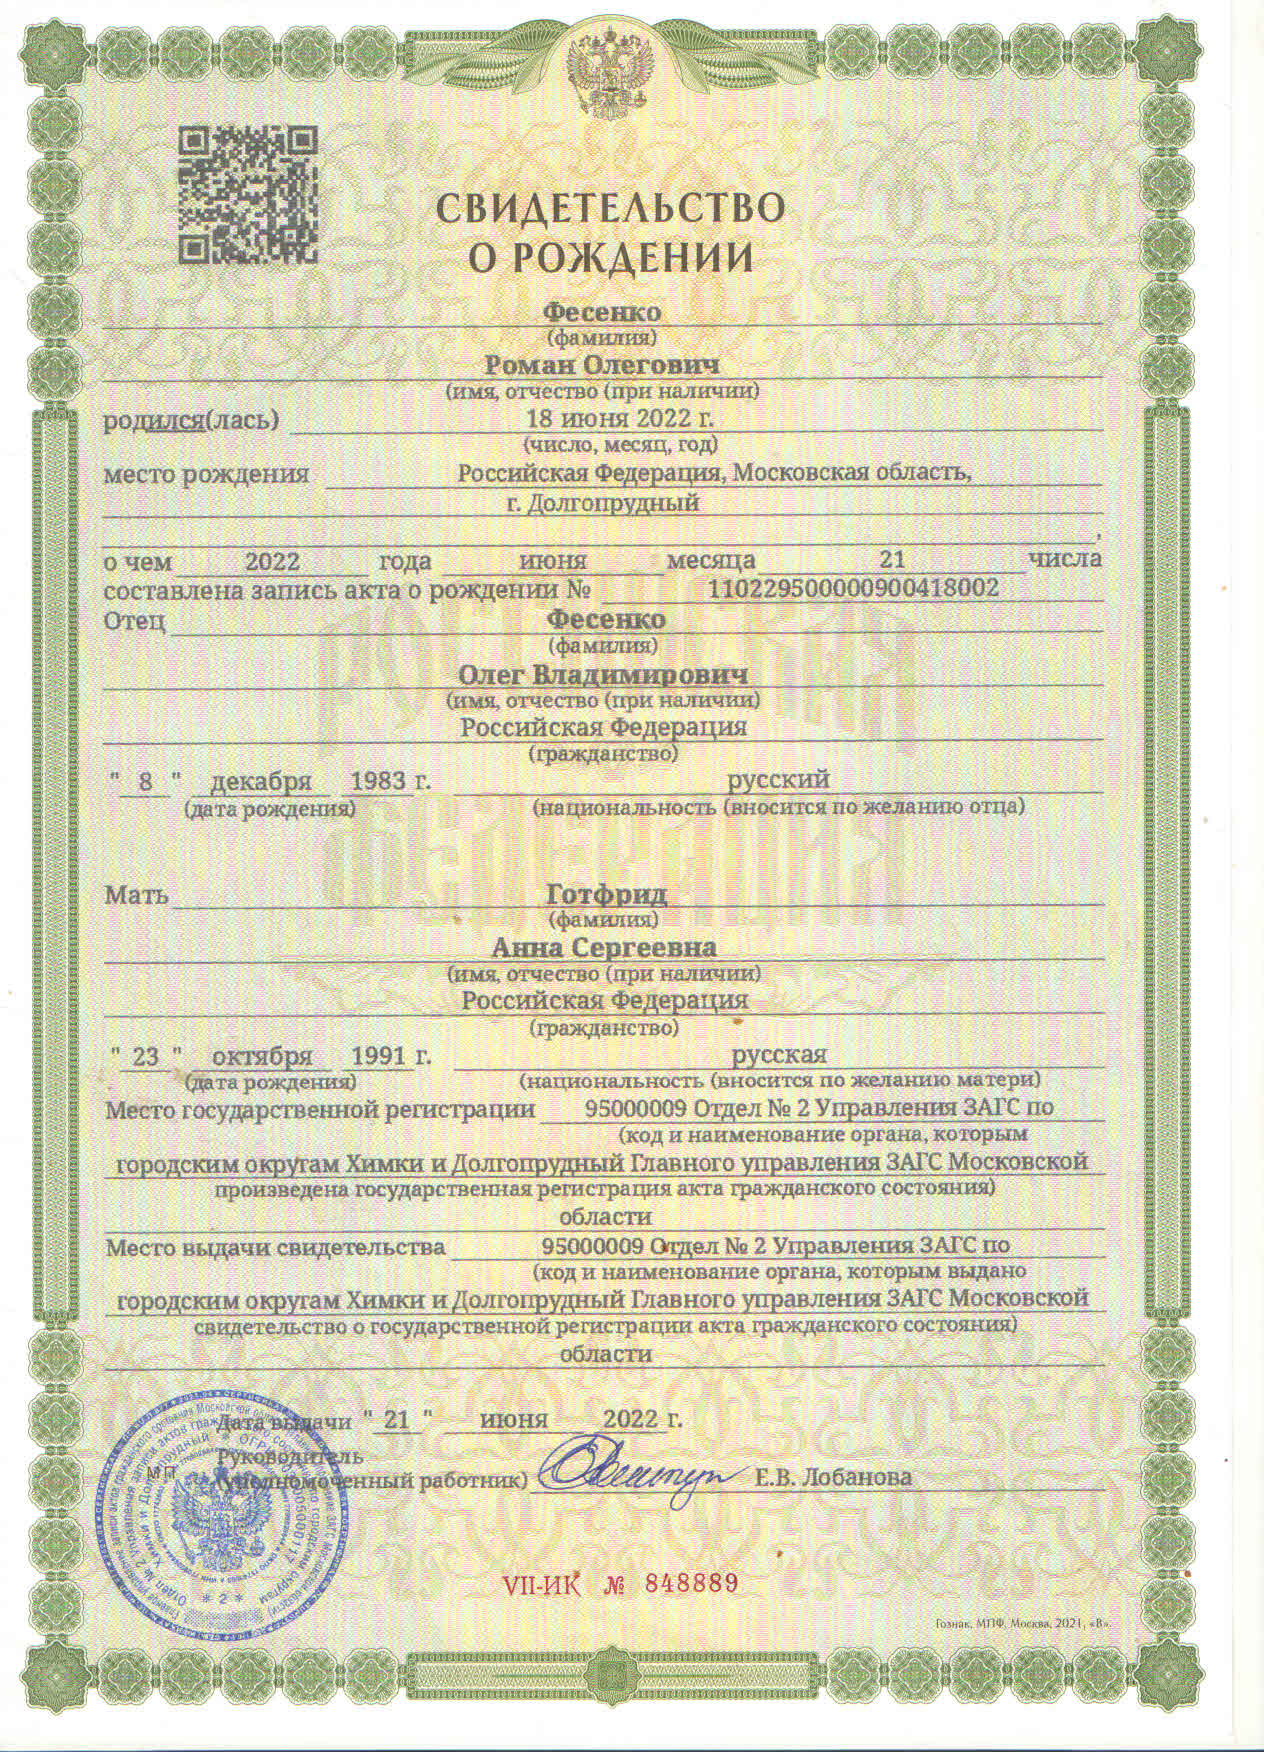 СВИДЕТЕЛЬСТВО
О РОЖДЕНИИ
Фесенко
(фамилия)
Роман Олегович
(имя, отчество (при наличии)
родился(лась) 18 июня 2022 г.
(число, месяц, год)
место рождения Российская Федерация, Московская область,
г. Долгопрудный
,
о чем 2022 года июня месяца 21 числа
составлена запись акта о рождении № 110229500000900418002
Отец Фесенко
(фамилия)
Олег Владимирович
(имя, отчество (при наличии)
Российская Федерация
(гражданство)
" 8 " декабря 1983 г. русский
(дата рождения) (национальность (вносится по желанию отца)
Мать Готфрид
(фамилия)
Анна Сергеевна
(имя, отчество (при наличии)
Российская Федерация
(гражданство)
" 23 " октября 1991 г. русская
(дата рождения) (национальность (вносится по желанию матери)
Место государственной регистрации 95000009 Отдел № 2 Управления ЗАГС по
(код и наименование органа, которым
городским округам Химки и Долгопрудный Главного управления ЗАГС Московской
произведена государственная регистрация акта гражданского состояния)
области
Место выдачи свидетельства 95000009 Отдел № 2 Управления ЗАГС по
(код и наименование органа, которым выдано
городским округам Химки и Долгопрудный Главного управления ЗАГС Московской
свидетельство о государственной регистрации акта гражданского состояния)
области
Дата выдачи " 21 " июня 2022 г.
Руководитель
МП (уполномоченный работник) Е.В. Лобанова
* 2 *
VII-ИК № 848889
Гознак, МПФ, Москва, 2021, «В».